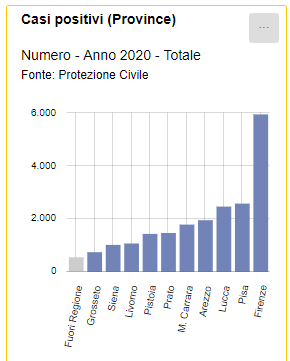 Casi positivi (Province)
...
Numero - Anno 2020 - Totale
Fonte: Protezione Civile
6.000
4.000
2.000
0
Fuori Regione
Grosseto
Siena
Livorno
Pistoia
Prato
M. Carrara
Arezzo
Lucca
Pisa
Firenze